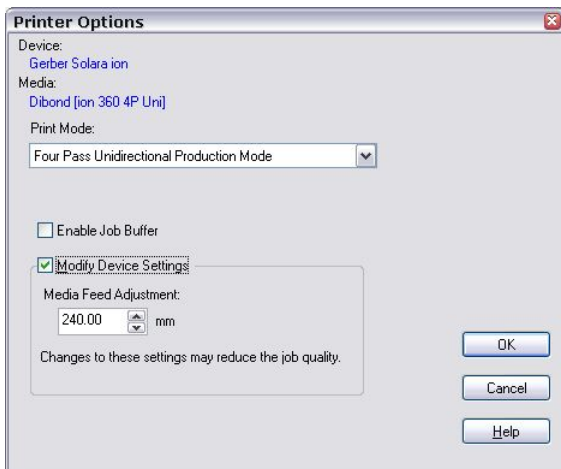 Printer Options
Device:
Gerber Solara ion
Media:
Dibond [ion 360 4P Uni]
Print Mode:
Four Pass Unidirectional Production Mode
Enable Job Buffer
Modify Device Settings
Media Feed Adjustment:
240.00 mm
Changes to these settings may reduce the job quality.
OK
Cancel
Help